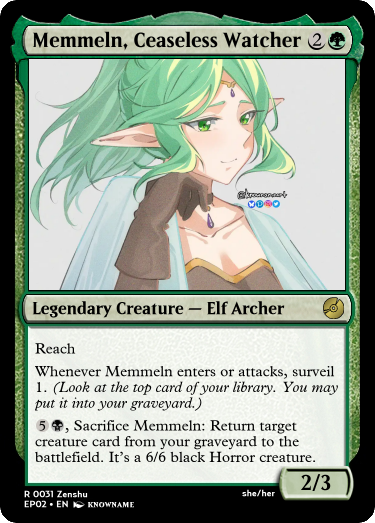 Memmeln, Ceaseless Watcher 2
@knownameart
Legendary Creature — Elf Archer
Reach
Whenever Memmeln enters or attacks, surveil
1. (Look at the top card of your library. You may
put it into your graveyard.)
5, Sacrifice Memmeln: Return target
creature card from your graveyard to the
battlefield. It's a 6/6 black Horror creature.
2/3
R 0031 Zenshu she/her
EP02 • EN KNOWNAME